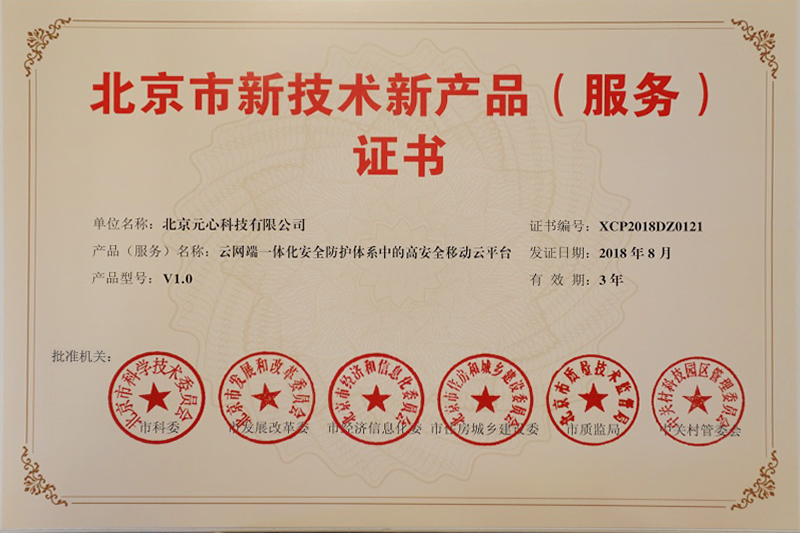 北京市新技术新产品（服务）
证书
单位名称：北京元心科技有限公司
证书编号：XCP2018DZ0121
产品（服务）名称：云网端一体化安全防护体系中的高安全移动云平台
发证日期：2018年8月
产品型号：V1.0
有 效 期：3年
批准机关：
北京市科学技术委员会
北京市发展和改革委员会
北京市经济和信息化委员会
北京市住房和城乡建设委员会
北京市质量技术监督局
中关村科技园区管理委员会
市科委
市发展改革委
市经济信息化委
市住房城乡建设委
市质监局
中关村管委会